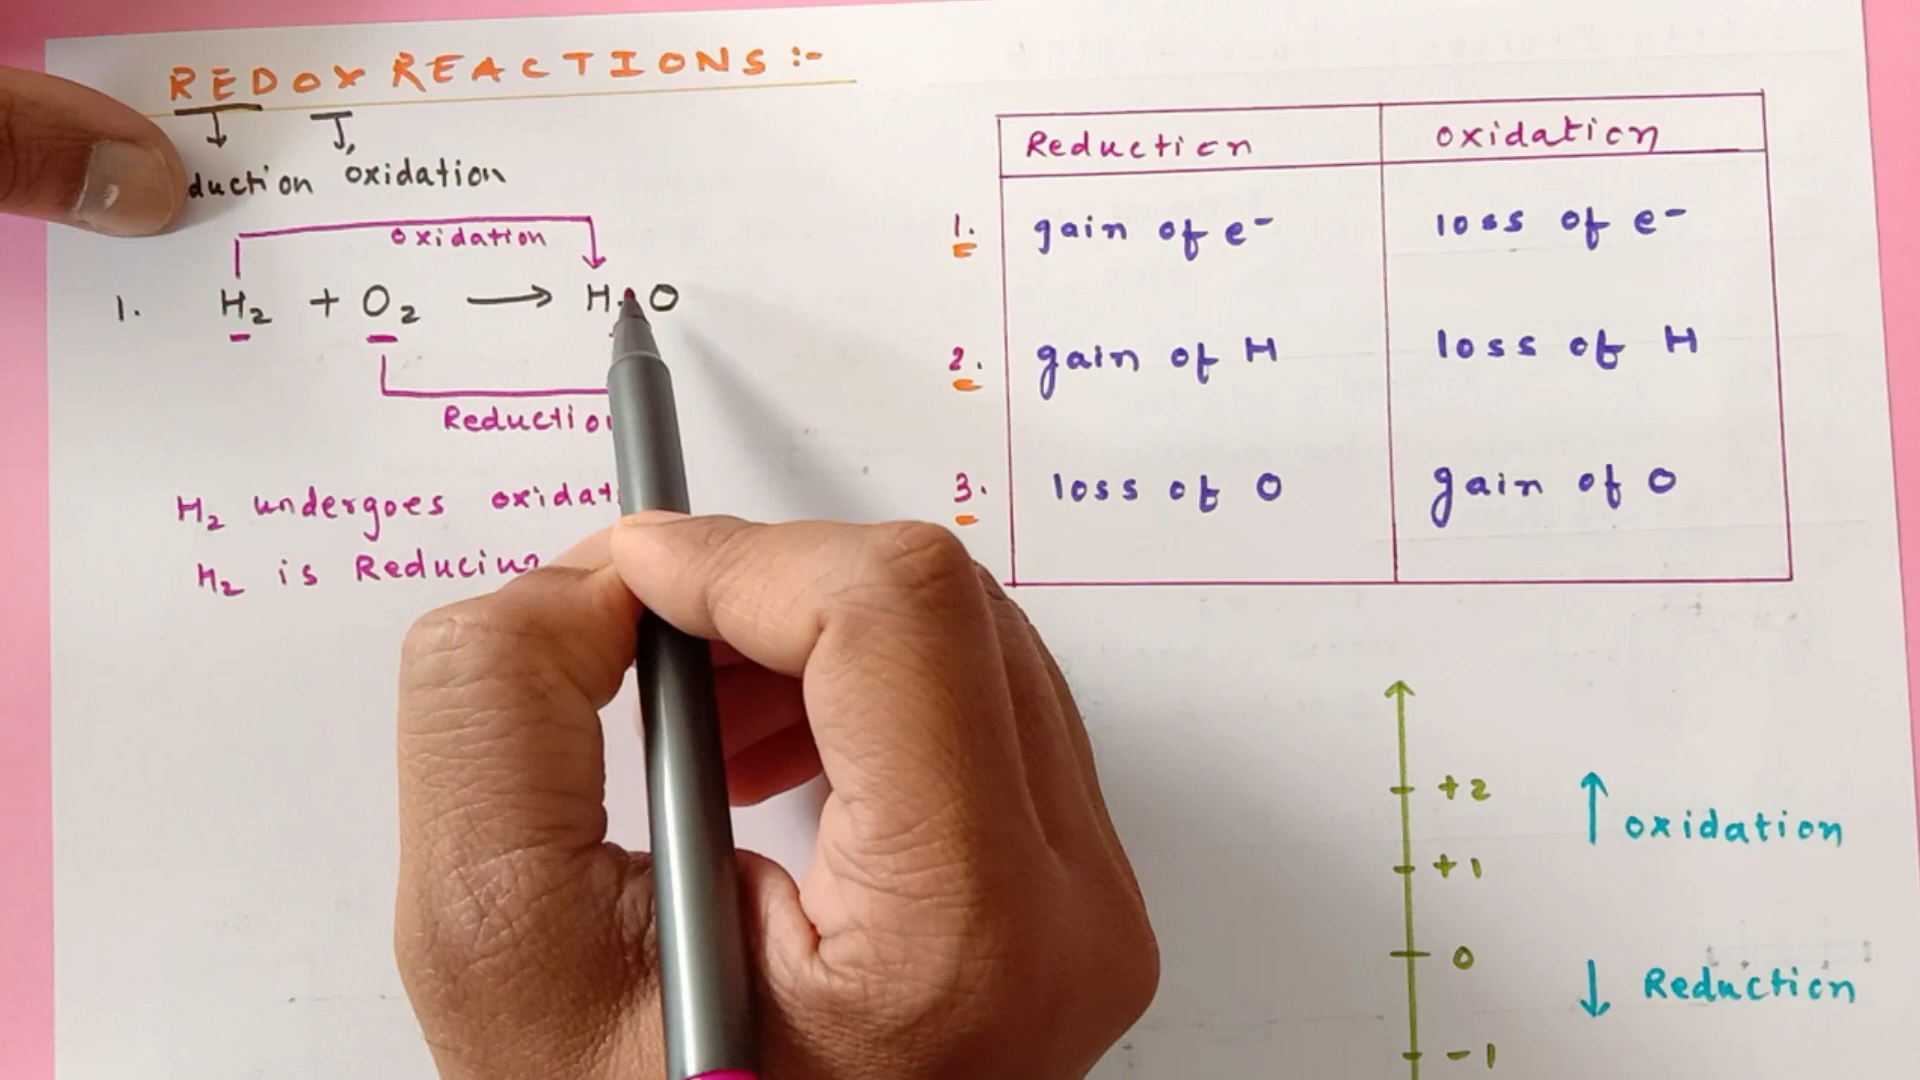 REDOX REACTIONS :-
duction oxidation
oxidation
1. H2 + O2 → H O
Reductio
H2 undergoes oxidat
H2 is Reducing
Reduction oxidation
1. gain of e- loss of e-
2. gain of H loss of H
3. loss of O gain of O
+2
↑ oxidation
+1
0
↓ Reduction
-1